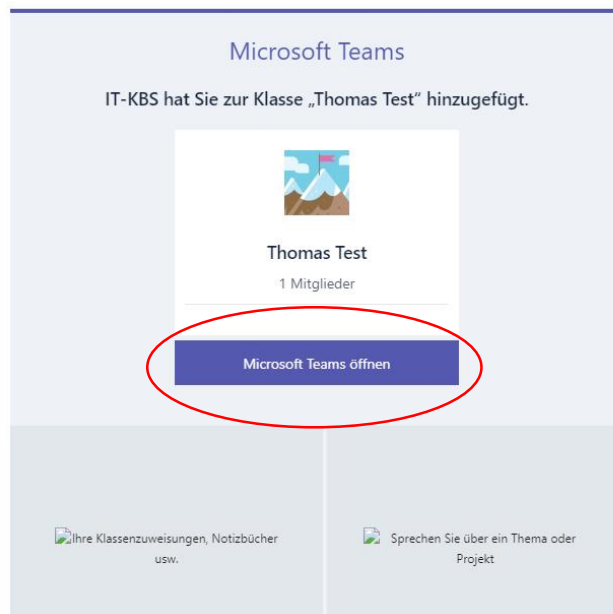 Microsoft Teams
IT-KBS hat Sie zur Klasse „Thomas Test“ hinzugefügt.
Thomas Test
1 Mitglieder
Microsoft Teams öffnen
Ihre Klassenzuweisungen, Notizbücher
usw.
Sprechen Sie über ein Thema oder
Projekt